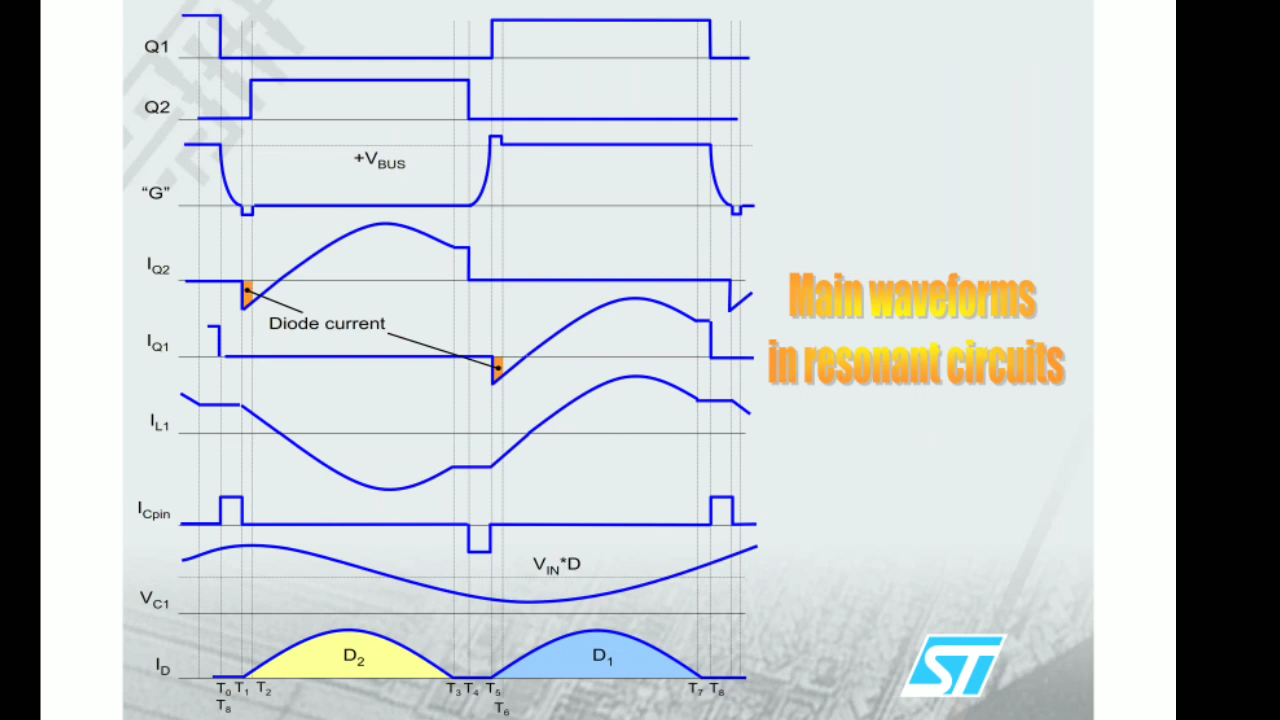 Q1
Q2
+VBUS
“G”
IQ2
Diode current
IQ1
IL1
ICpin
VIN*D
VC1
D2
D1
ID
T0 T1 T2 T3 T4 T5 T7 T8
T8 T6
Main waveforms
in resonant circuits
ST